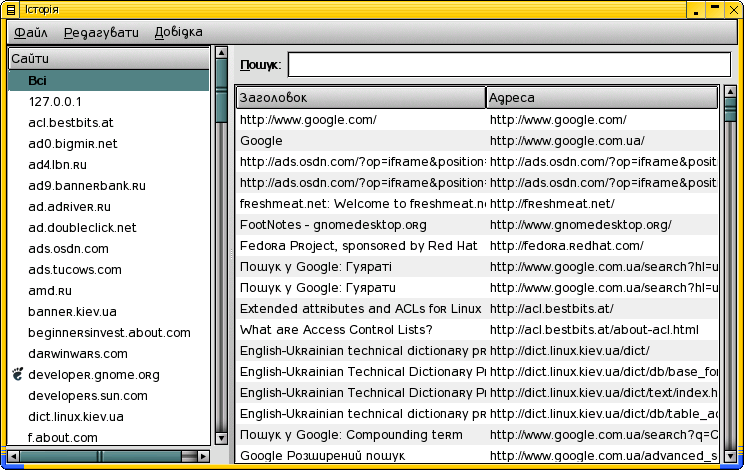 Історія
Файл Редагувати Довідка
Сайти
Всі
127.0.0.1
acl.bestbits.at
ad0.bigmir.net
ad4.lbn.ru
ad9.bannerbank.ru
ad.adriver.ru
ad.doubleclick.net
ads.osdn.com
ads.tucows.com
amd.ru
banner.kiev.ua
beginnersinvest.about.com
darwinwars.com
developer.gnome.org
developers.sun.com
dict.linux.kiev.ua
f.about.com
Пошук:
Заголовок Адреса
http://www.google.com/ http://www.google.com/
Google http://www.google.com.ua/
http://ads.osdn.com/?op=iframe&position= http://ads.osdn.com/?op=iframe&posit
http://ads.osdn.com/?op=iframe&position= http://ads.osdn.com/?op=iframe&posit
freshmeat.net: Welcome to freshmeat.ne http://freshmeat.net/
FootNotes - gnomedesktop.org http://www.gnomedesktop.org/
Fedora Project, sponsored by Red Hat http://fedora.redhat.com/
Пошук у Google: Гуяраті http://www.google.com.ua/search?hl=u
Пошук у Google: Гуярати http://www.google.com.ua/search?hl=u
Extended attributes and ACLs for Linux http://acl.bestbits.at/
What are Access Control Lists? http://acl.bestbits.at/about-acl.html
English-Ukrainian technical dictionary pr http://dict.linux.kiev.ua/dict/
English-Ukrainian Technical Dictionary Pr http://dict.linux.kiev.ua/dict/db/base_for
English-Ukrainian Technical Dictionary Pr http://dict.linux.kiev.ua/dict/text/index.h
English-Ukrainian technical dictionary pr http://dict.linux.kiev.ua/dict/db/table_ac
Пошук у Google: Compounding term http://www.google.com.ua/search?q=C
Google Розширений пошук http://www.google.com.ua/advanced_s